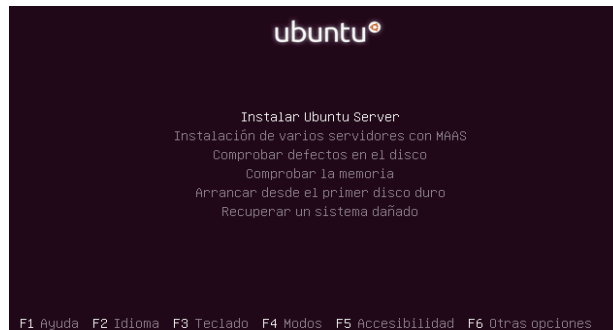 ubuntu
Instalar Ubuntu Server
Instalación de varios servidores con MAAS
Comprobar defectos en el disco
Comprobar la memoria
Arrancar desde el primer disco duro
Recuperar un sistema dañado
F1 Ayuda F2 Idioma F3 Teclado F4 Modos F5 Accesibilidad F6 Otras opciones